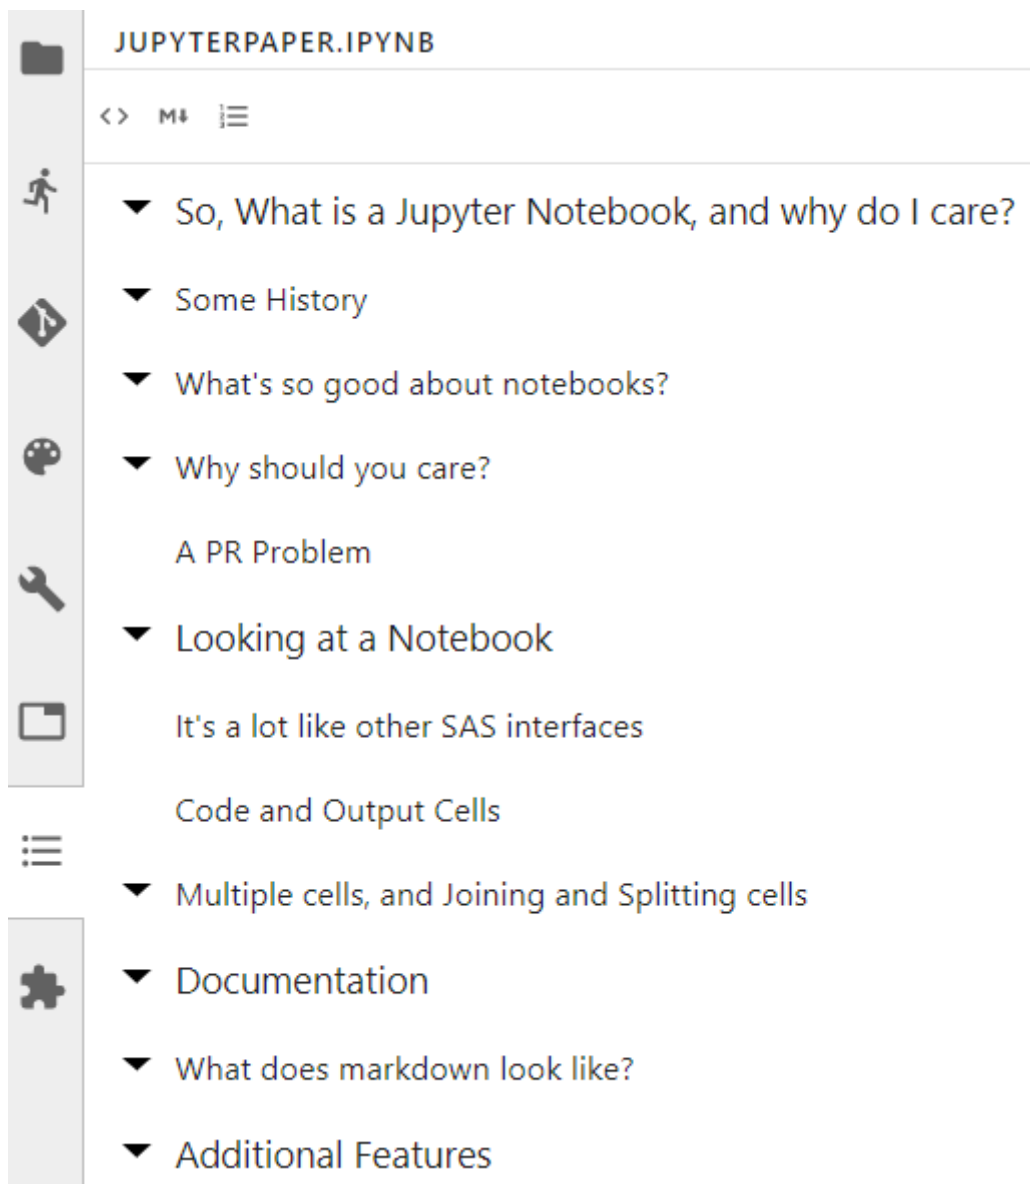 JUPYTERPAPER.IPYNB
<> M↓
So, What is a Jupyter Notebook, and why do I care?
Some History
What's so good about notebooks?
Why should you care?
A PR Problem
Looking at a Notebook
It's a lot like other SAS interfaces
Code and Output Cells
Multiple cells, and Joining and Splitting cells
Documentation
What does markdown look like?
Additional Features